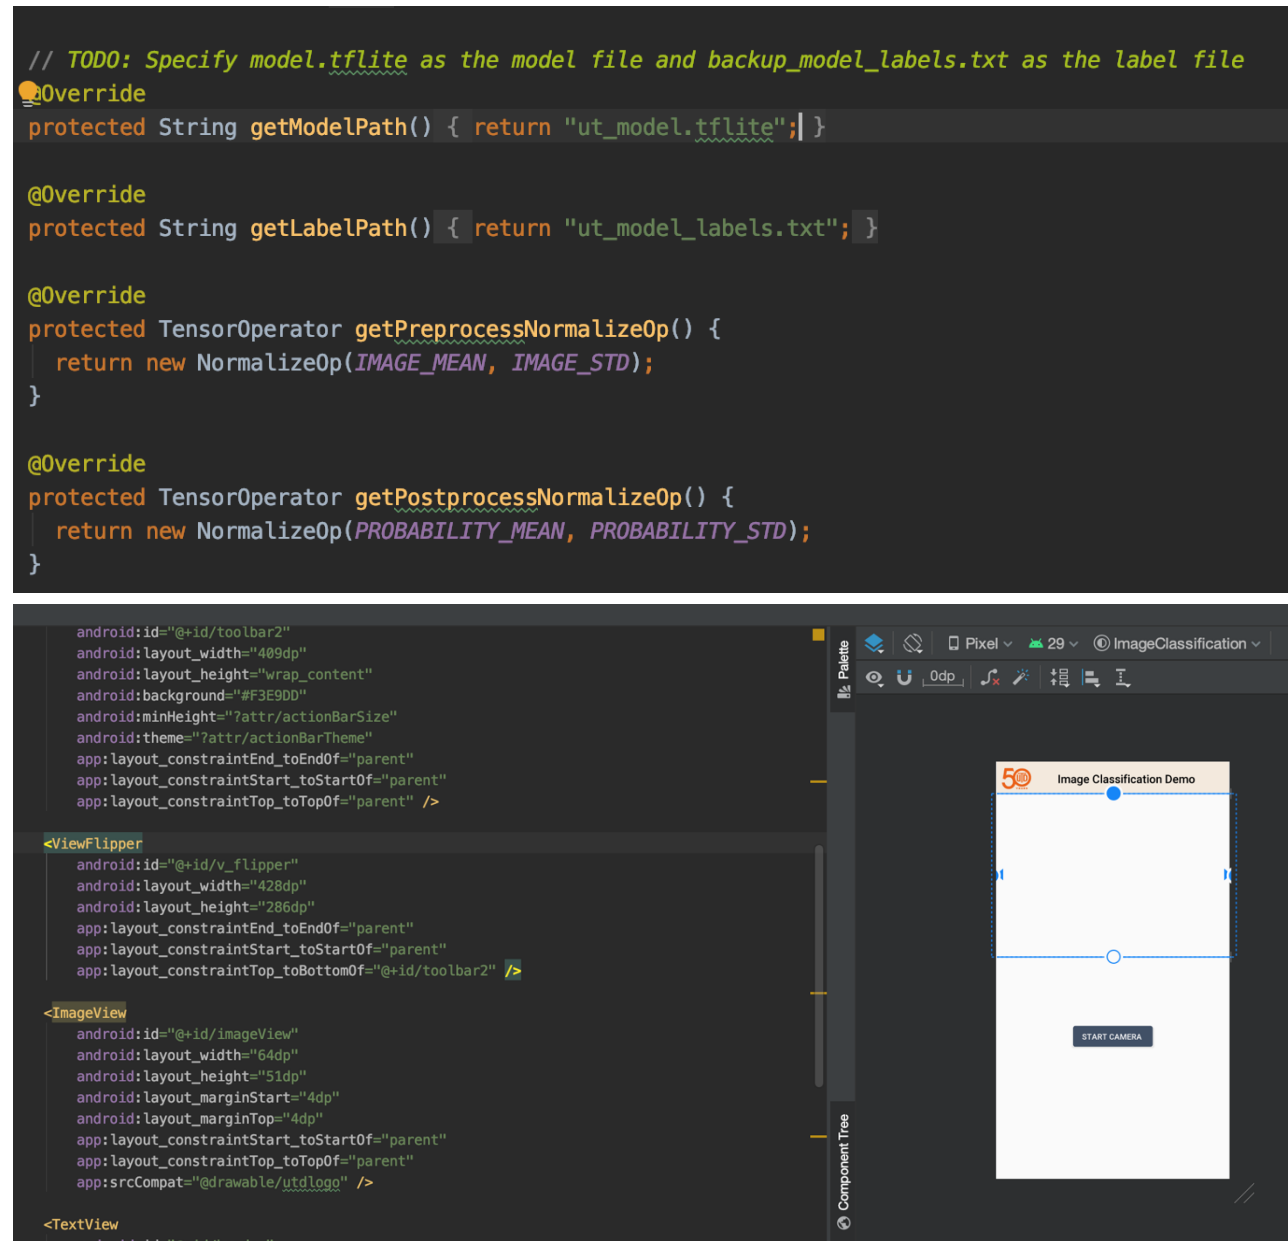 // TODO: Specify model.tflite as the model file and backup_model_labels.txt as the label file
@Override
protected String getModelPath() { return "ut_model.tflite"; }
@Override
protected String getLabelPath() { return "ut_model_labels.txt"; }
@Override
protected TensorOperator getPreprocessNormalizeOp() {
return new NormalizeOp(IMAGE_MEAN, IMAGE_STD);
}
@Override
protected TensorOperator getPostprocessNormalizeOp() {
return new NormalizeOp(PROBABILITY_MEAN, PROBABILITY_STD);
}
android:id="@+id/toolbar2"
android:layout_width="409dp"
android:layout_height="wrap_content"
android:background="#F3E9DD"
android:minHeight="?attr/actionBarSize"
android:theme="?attr/actionBarTheme"
app:layout_constraintEnd_toEndOf="parent"
app:layout_constraintStart_toStartOf="parent"
app:layout_constraintTop_toTopOf="parent" />
<ViewFlipper
android:id="@+id/v_flipper"
android:layout_width="428dp"
android:layout_height="286dp"
app:layout_constraintEnd_toEndOf="parent"
app:layout_constraintStart_toStartOf="parent"
app:layout_constraintTop_toBottomOf="@+id/toolbar2" />
<ImageView
android:id="@+id/imageView"
android:layout_width="64dp"
android:layout_height="51dp"
android:layout_marginStart="4dp"
android:layout_marginTop="4dp"
app:layout_constraintStart_toStartOf="parent"
app:layout_constraintTop_toTopOf="parent"
app:srcCompat="@drawable/utdlogo" />
<TextView
Palette
Component Tree
Pixel 29 ImageClassification
0dp
50 Image Classification Demo
START CAMERA